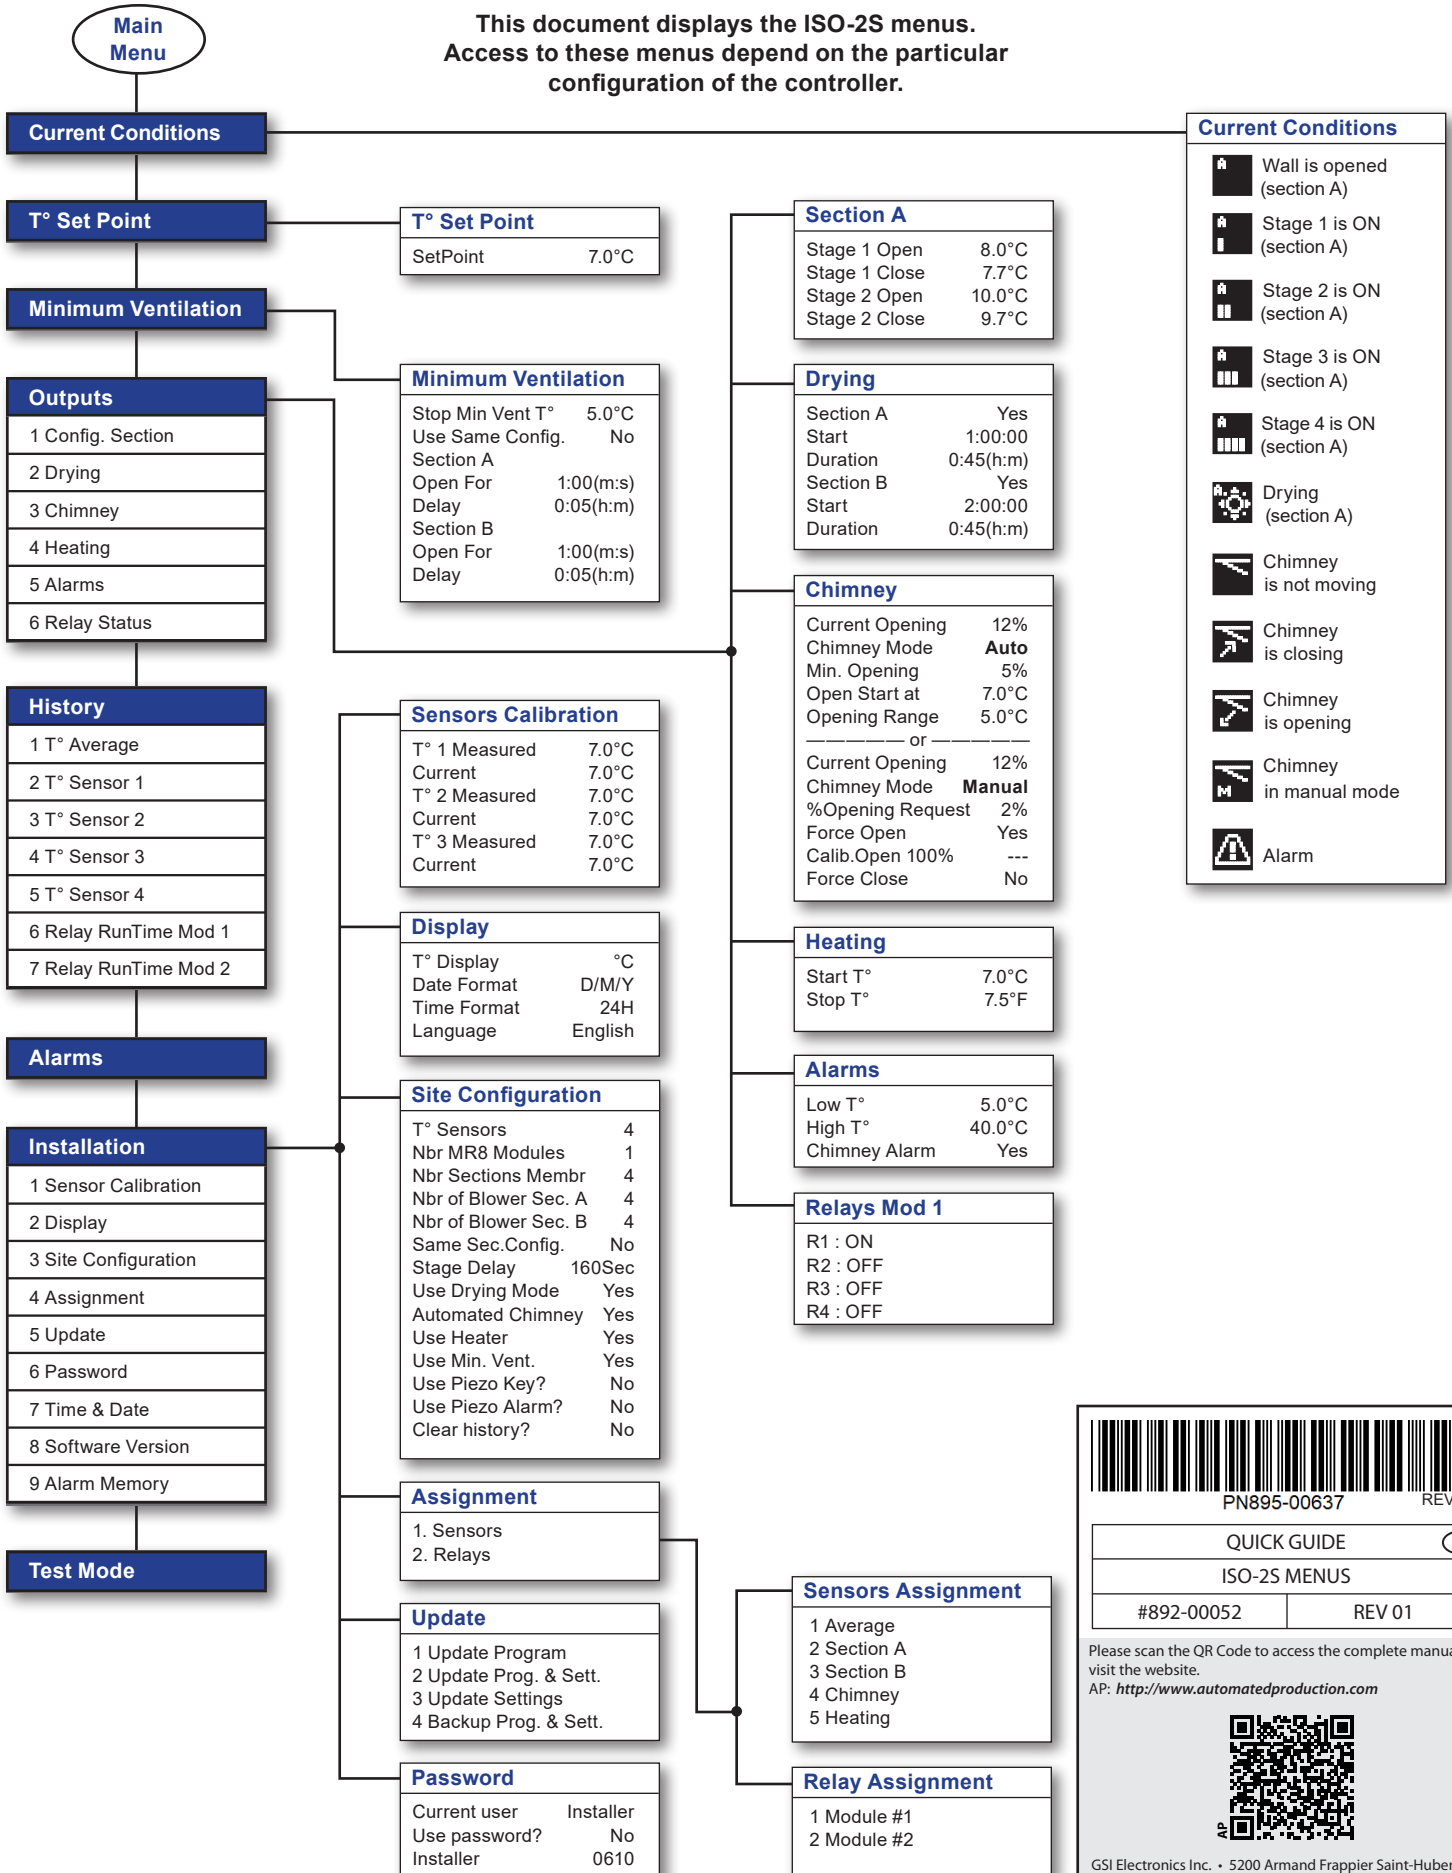 Main
Menu
This document displays the ISO-2S menus.
Access to these menus depend on the particular
configuration of the controller.
Current Conditions
T° Set Point
Minimum Ventilation
Outputs
1 Config. Section
2 Drying
3 Chimney
4 Heating
5 Alarms
6 Relay Status
History
1 T° Average
2 T° Sensor 1
3 T° Sensor 2
4 T° Sensor 3
5 T° Sensor 4
6 Relay RunTime Mod 1
7 Relay RunTime Mod 2
Alarms
Installation
1 Sensor Calibration
2 Display
3 Site Configuration
4 Assignment
5 Update
6 Password
7 Time & Date
8 Software Version
9 Alarm Memory
Test Mode
T° Set Point
SetPoint 7.0°C
Minimum Ventilation
Stop Min Vent T° 5.0°C
Use Same Config. No
Section A
Open For 1:00(m:s)
Delay 0:05(h:m)
Section B
Open For 1:00(m:s)
Delay 0:05(h:m)
Sensors Calibration
T° 1 Measured 7.0°C
Current 7.0°C
T° 2 Measured 7.0°C
Current 7.0°C
T° 3 Measured 7.0°C
Current 7.0°C
Display
T° Display °C
Date Format D/M/Y
Time Format 24H
Language English
Site Configuration
T° Sensors 4
Nbr MR8 Modules 1
Nbr Sections Membr 4
Nbr of Blower Sec. A 4
Nbr of Blower Sec. B 4
Same Sec.Config. No
Stage Delay 160Sec
Use Drying Mode Yes
Automated Chimney Yes
Use Heater Yes
Use Min. Vent. Yes
Use Piezo Key? No
Use Piezo Alarm? No
Clear history? No
Assignment
1. Sensors
2. Relays
Update
1 Update Program
2 Update Prog. & Sett.
3 Update Settings
4 Backup Prog. & Sett.
Password
Current user Installer
Use password? No
Installer 0610
Section A
Stage 1 Open 8.0°C
Stage 1 Close 7.7°C
Stage 2 Open 10.0°C
Stage 2 Close 9.7°C
Drying
Section A Yes
Start 1:00:00
Duration 0:45(h:m)
Section B Yes
Start 2:00:00
Duration 0:45(h:m)
Chimney
Current Opening 12%
Chimney Mode Auto
Min. Opening 5%
Open Start at 7.0°C
Opening Range 5.0°C
————— or —————
Current Opening 12%
Chimney Mode Manual
%Opening Request 2%
Force Open Yes
Calib.Open 100% ---
Force Close No
Heating
Start T° 7.0°C
Stop T° 7.5°F
Alarms
Low T° 5.0°C
High T° 40.0°C
Chimney Alarm Yes
Relays Mod 1
R1 : ON
R2 : OFF
R3 : OFF
R4 : OFF
Sensors Assignment
1 Average
2 Section A
3 Section B
4 Chimney
5 Heating
Relay Assignment
1 Module #1
2 Module #2
Current Conditions
A Wall is opened
(section A)
A Stage 1 is ON
(section A)
A Stage 2 is ON
(section A)
A Stage 3 is ON
(section A)
A Stage 4 is ON
(section A)
A Drying
(section A)
Chimney
is not moving
Chimney
is closing
Chimney
is opening
Chimney
M in manual mode
Alarm
PN895-00637 REV
QUICK GUIDE
ISO-2S MENUS
#892-00052 REV 01
Please scan the QR Code to access the complete manua
visit the website.
AP: http://www.automatedproduction.com
AP
GSI Electronics Inc. • 5200 Armand Frappier Saint-Huber